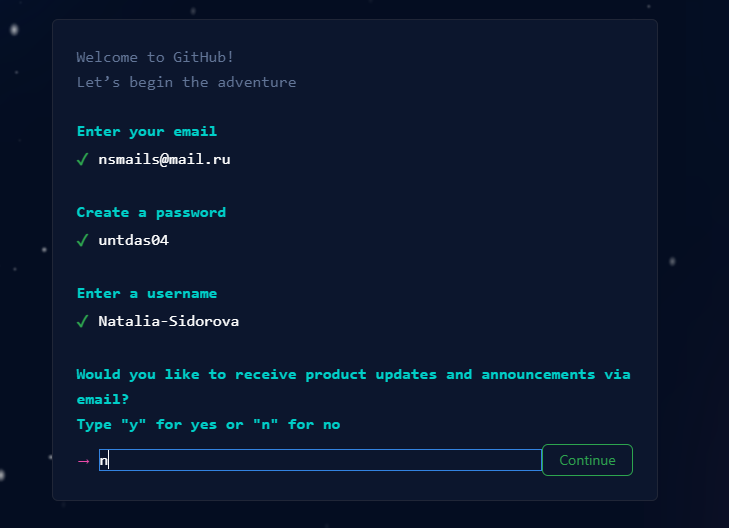 Welcome to GitHub!
Let’s begin the adventure
Enter your email
✓ nsmails@mail.ru
Create a password
✓ untdas04
Enter a username
✓ Natalia-Sidorova
Would you like to receive product updates and announcements via
email?
Type "y" for yes or "n" for no
→ n
Continue